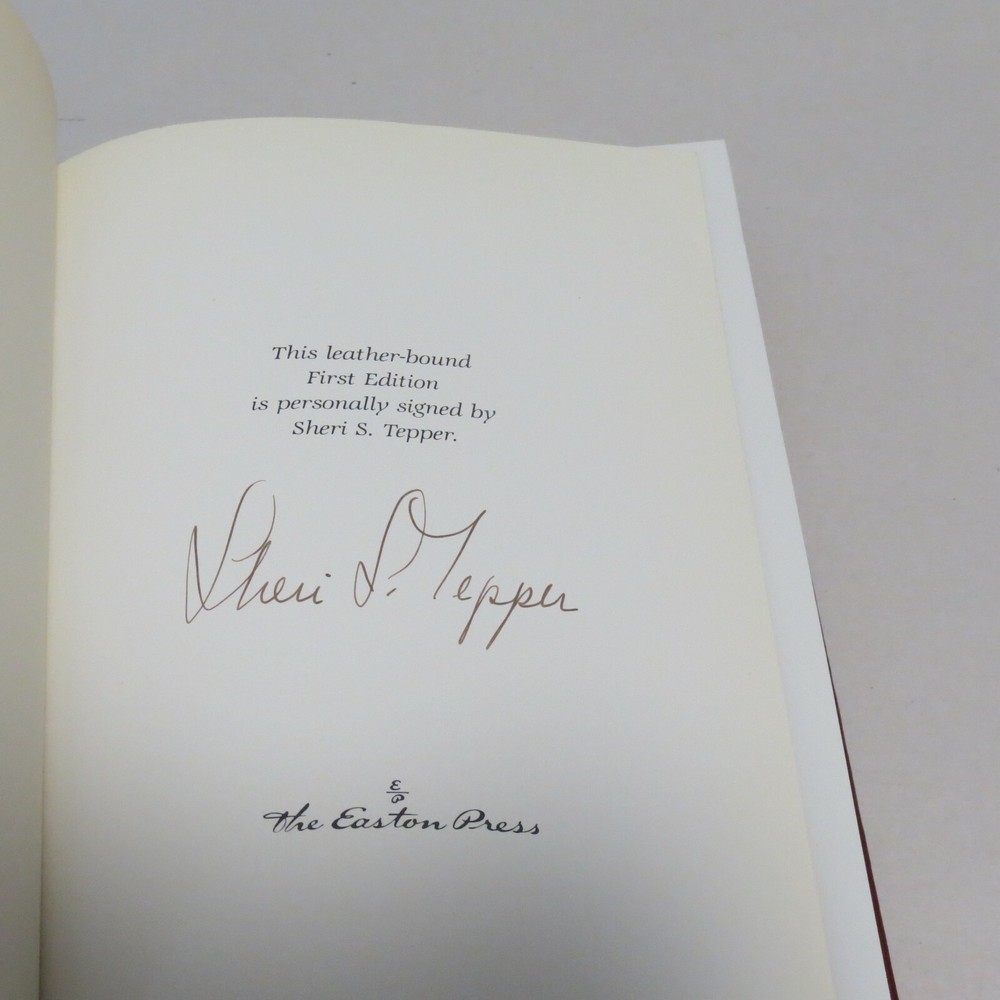 This leather-bound
First Edition
is personally signed by
Sheri S. Tepper.
Sheri S. Tepper
E
P
the Easton Press